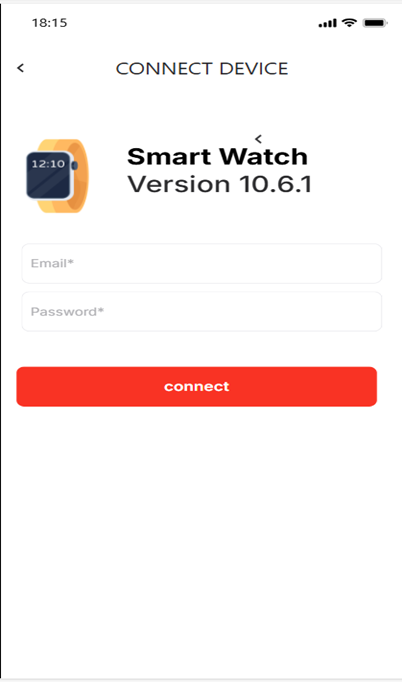 18:15
CONNECT DEVICE
12:10
Smart Watch
Version 10.6.1
Email*
Password*
connect